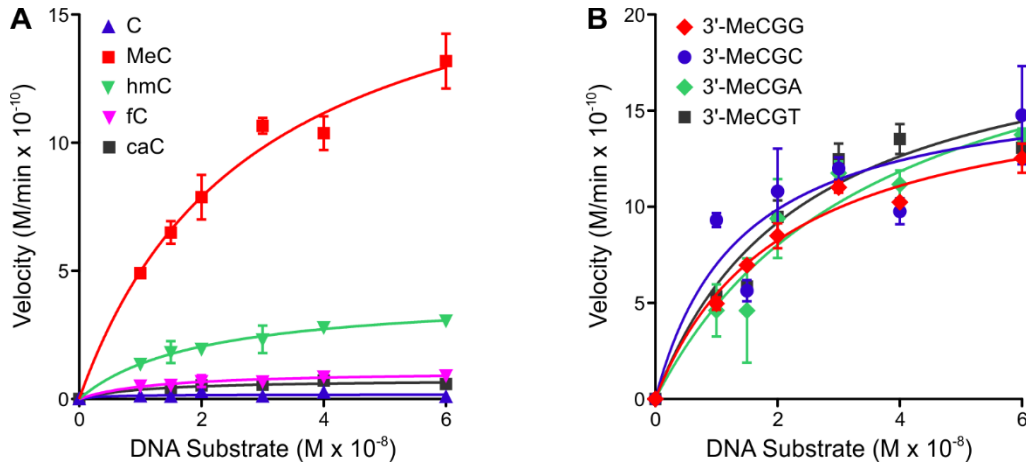 A
15
10
5
0
Velocity (M/min x 10⁻¹⁰)
C
MeC
hmC
fC
caC
0 2 4 6
DNA Substrate (M x 10⁻⁸)
B
20
15
10
5
0
Velocity (M/min x 10⁻¹⁰)
3'-MeCGG
3'-MeCGC
3'-MeCGA
3'-MeCGT
0 2 4 6
DNA Substrate (M x 10⁻⁸)